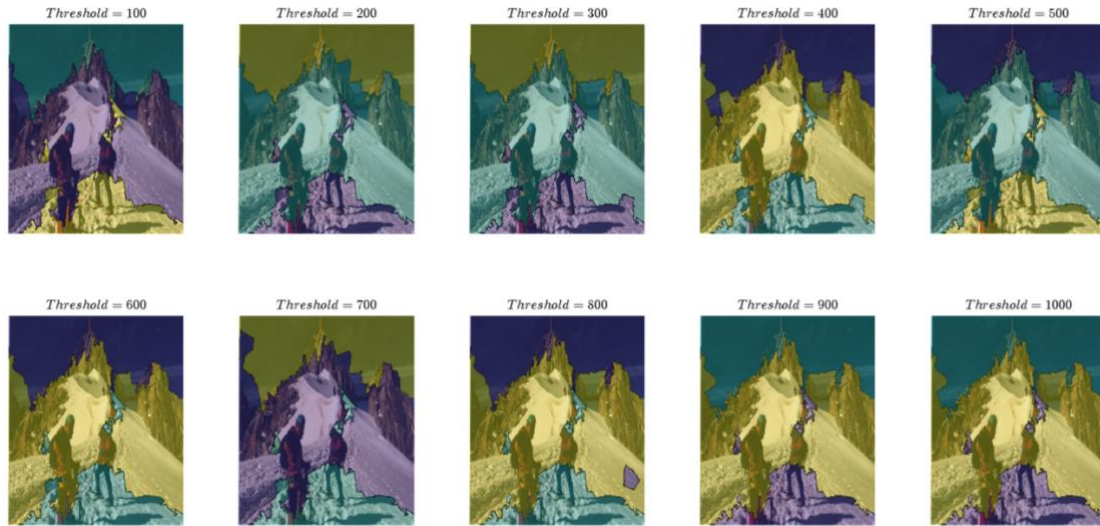 Threshold = 100
Threshold = 200
Threshold = 300
Threshold = 400
Threshold = 500
Threshold = 600
Threshold = 700
Threshold = 800
Threshold = 900
Threshold = 1000